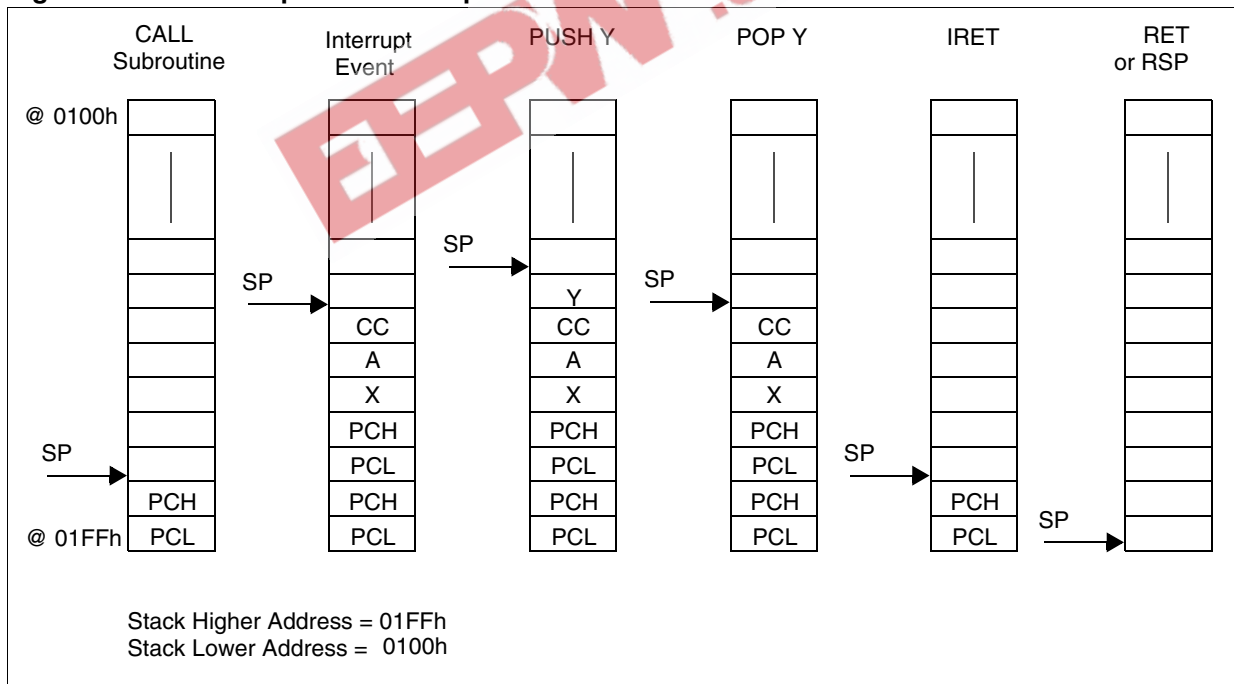 CALL
Subroutine
Interrupt
Event
PUSH Y
POP Y
IRET
RET
or RSP
@ 0100h
SP
SP
SP
Y
CC
CC
CC
A
A
A
X
X
X
PCH
PCH
PCH
SP
SP
PCL
PCL
PCL
PCH
PCH
PCH
PCH
PCH
SP
@ 01FFh
PCL
PCL
PCL
PCL
PCL
Stack Higher Address = 01FFh
Stack Lower Address = 0100h
EEPW